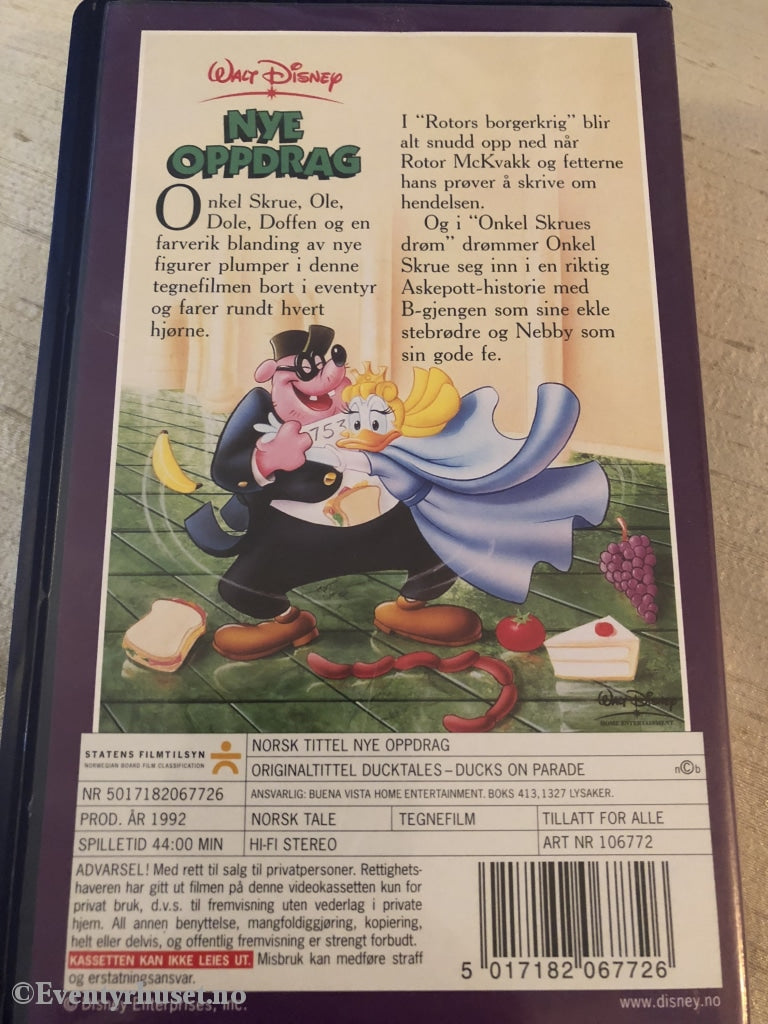 Walt Disney
NYE
OPPDRAG
Onkel Skrue, Ole,
Dole, Doffen og en
farverik blanding av nye
figurer plumper i denne
tegnefilmen bort i eventyr
og farer rundt hvert
hjørne.
I “Rotors borgerkrig” blir
alt snudd opp ned når
Rotor McKvakk og fetterne
hans prøver å skrive om
hendelsen.
Og i “Onkel Skrues
drøm” drømmer Onkel
Skrue seg inn i en riktig
Askepott-historie med
B-gjengen som sine ekle
stebrødre og Nebby som
sin gode fe.
753
Walt Disney
HOME ENTERTAINMENT
STATENS FILMTILSYN
NORWEGIAN BOARD FILM CLASSIFICATION
NORSK TITTEL NYE OPPDRAG
ORIGINALTITTEL DUCKTALES – DUCKS ON PARADE
n©b
NR 5017182067726
ANSVARLIG: BUENA VISTA HOME ENTERTAINMENT. BOKS 413,1327 LYSAKER.
PROD. ÅR 1992
NORSK TALE
TEGNEFILM
TILLATT FOR ALLE
SPILLETID 44:00 MIN
HI-FI STEREO
ART NR 106772
ADVARSEL! Med rett til salg til privatpersoner. Rettighets-
haveren har gitt ut filmen på denne videokassetten kun for
privat bruk, d.v.s. til fremvisning uten vederlag i private
hjem. All annen benyttelse, mangfoldiggjøring, kopiering,
helt eller delvis, og offentlig fremvisning er strengt forbudt.
KASSETTEN KAN IKKE LEIES UT. Misbruk kan medføre straff
og erstatningsansvar.
5 017182 067726
©Eventyrhuset.no
© Disney Enterprises, Inc.
www.disney.no